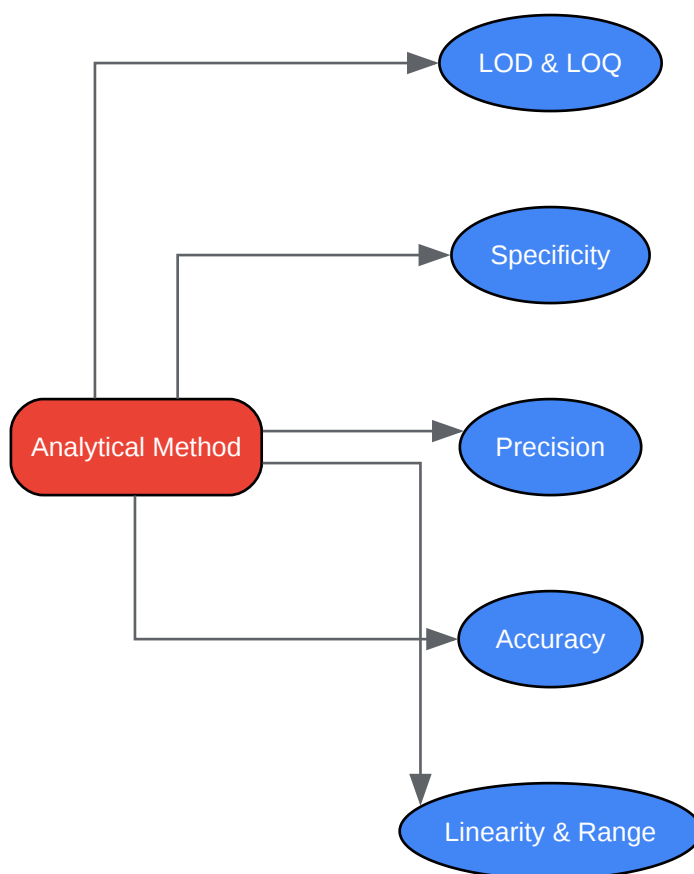 LOD & LOQ
Specificity
Analytical Method
Precision
Accuracy
Linearity & Range